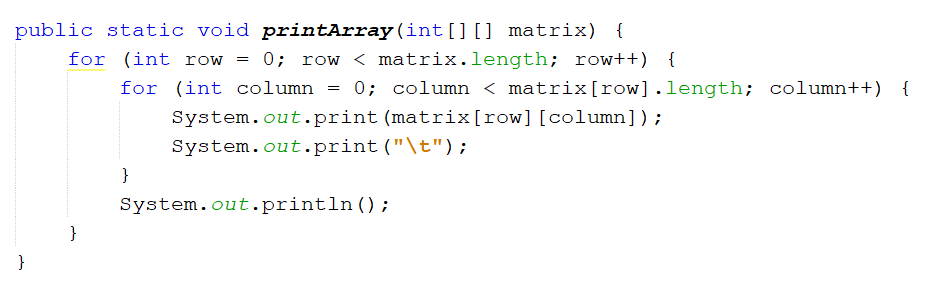 public static void printArray(int[][] matrix) {
    for (int row = 0; row < matrix.length; row++) {
        for (int column = 0; column < matrix[row].length; column++) {
            System.out.print(matrix[row][column]);
            System.out.print("\t");
        }
        System.out.println();
    }
}